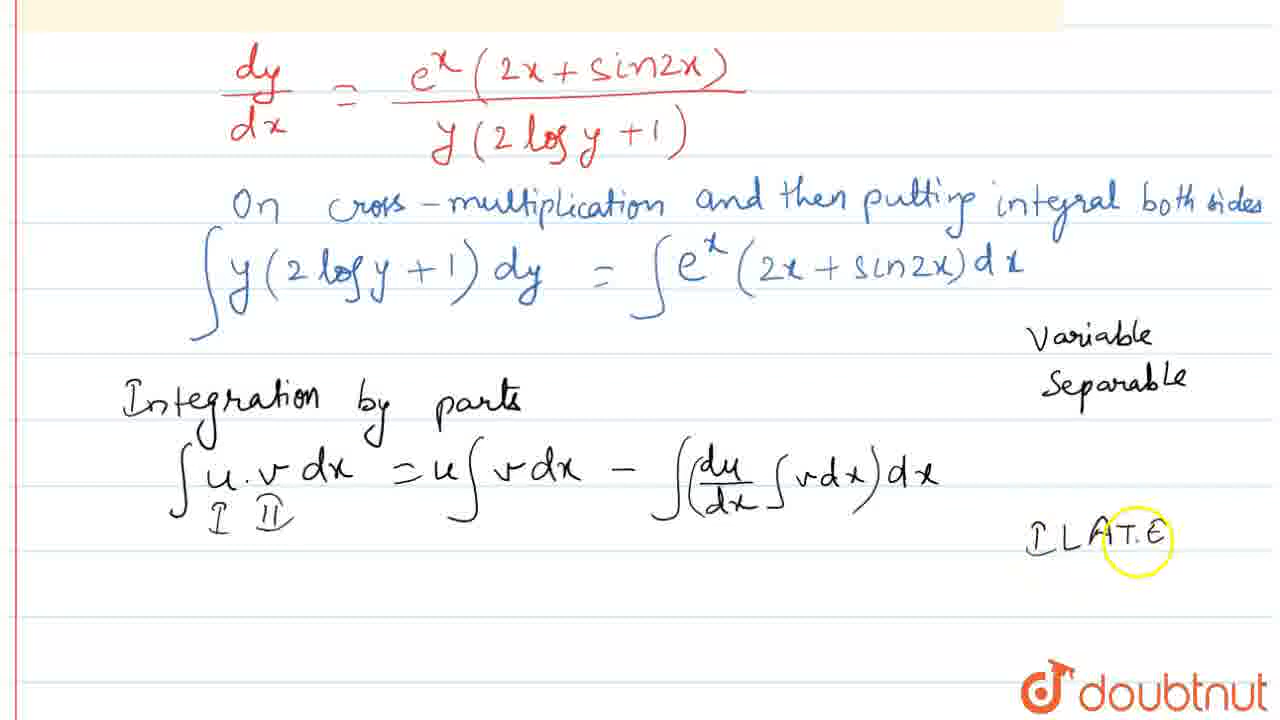 dy/dx = e^x (2x + sin2x) / y (2 log y + 1)
On cross-multiplication and then putting integral both sides
∫ y (2 log y + 1) dy = ∫ e^x (2x + sin2x) dx
Variable
Separable
Integration by parts
∫ u . v dx = u ∫ v dx - ∫ (du/dx ∫ v dx) dx
I II
I L A T. E
doubtnut